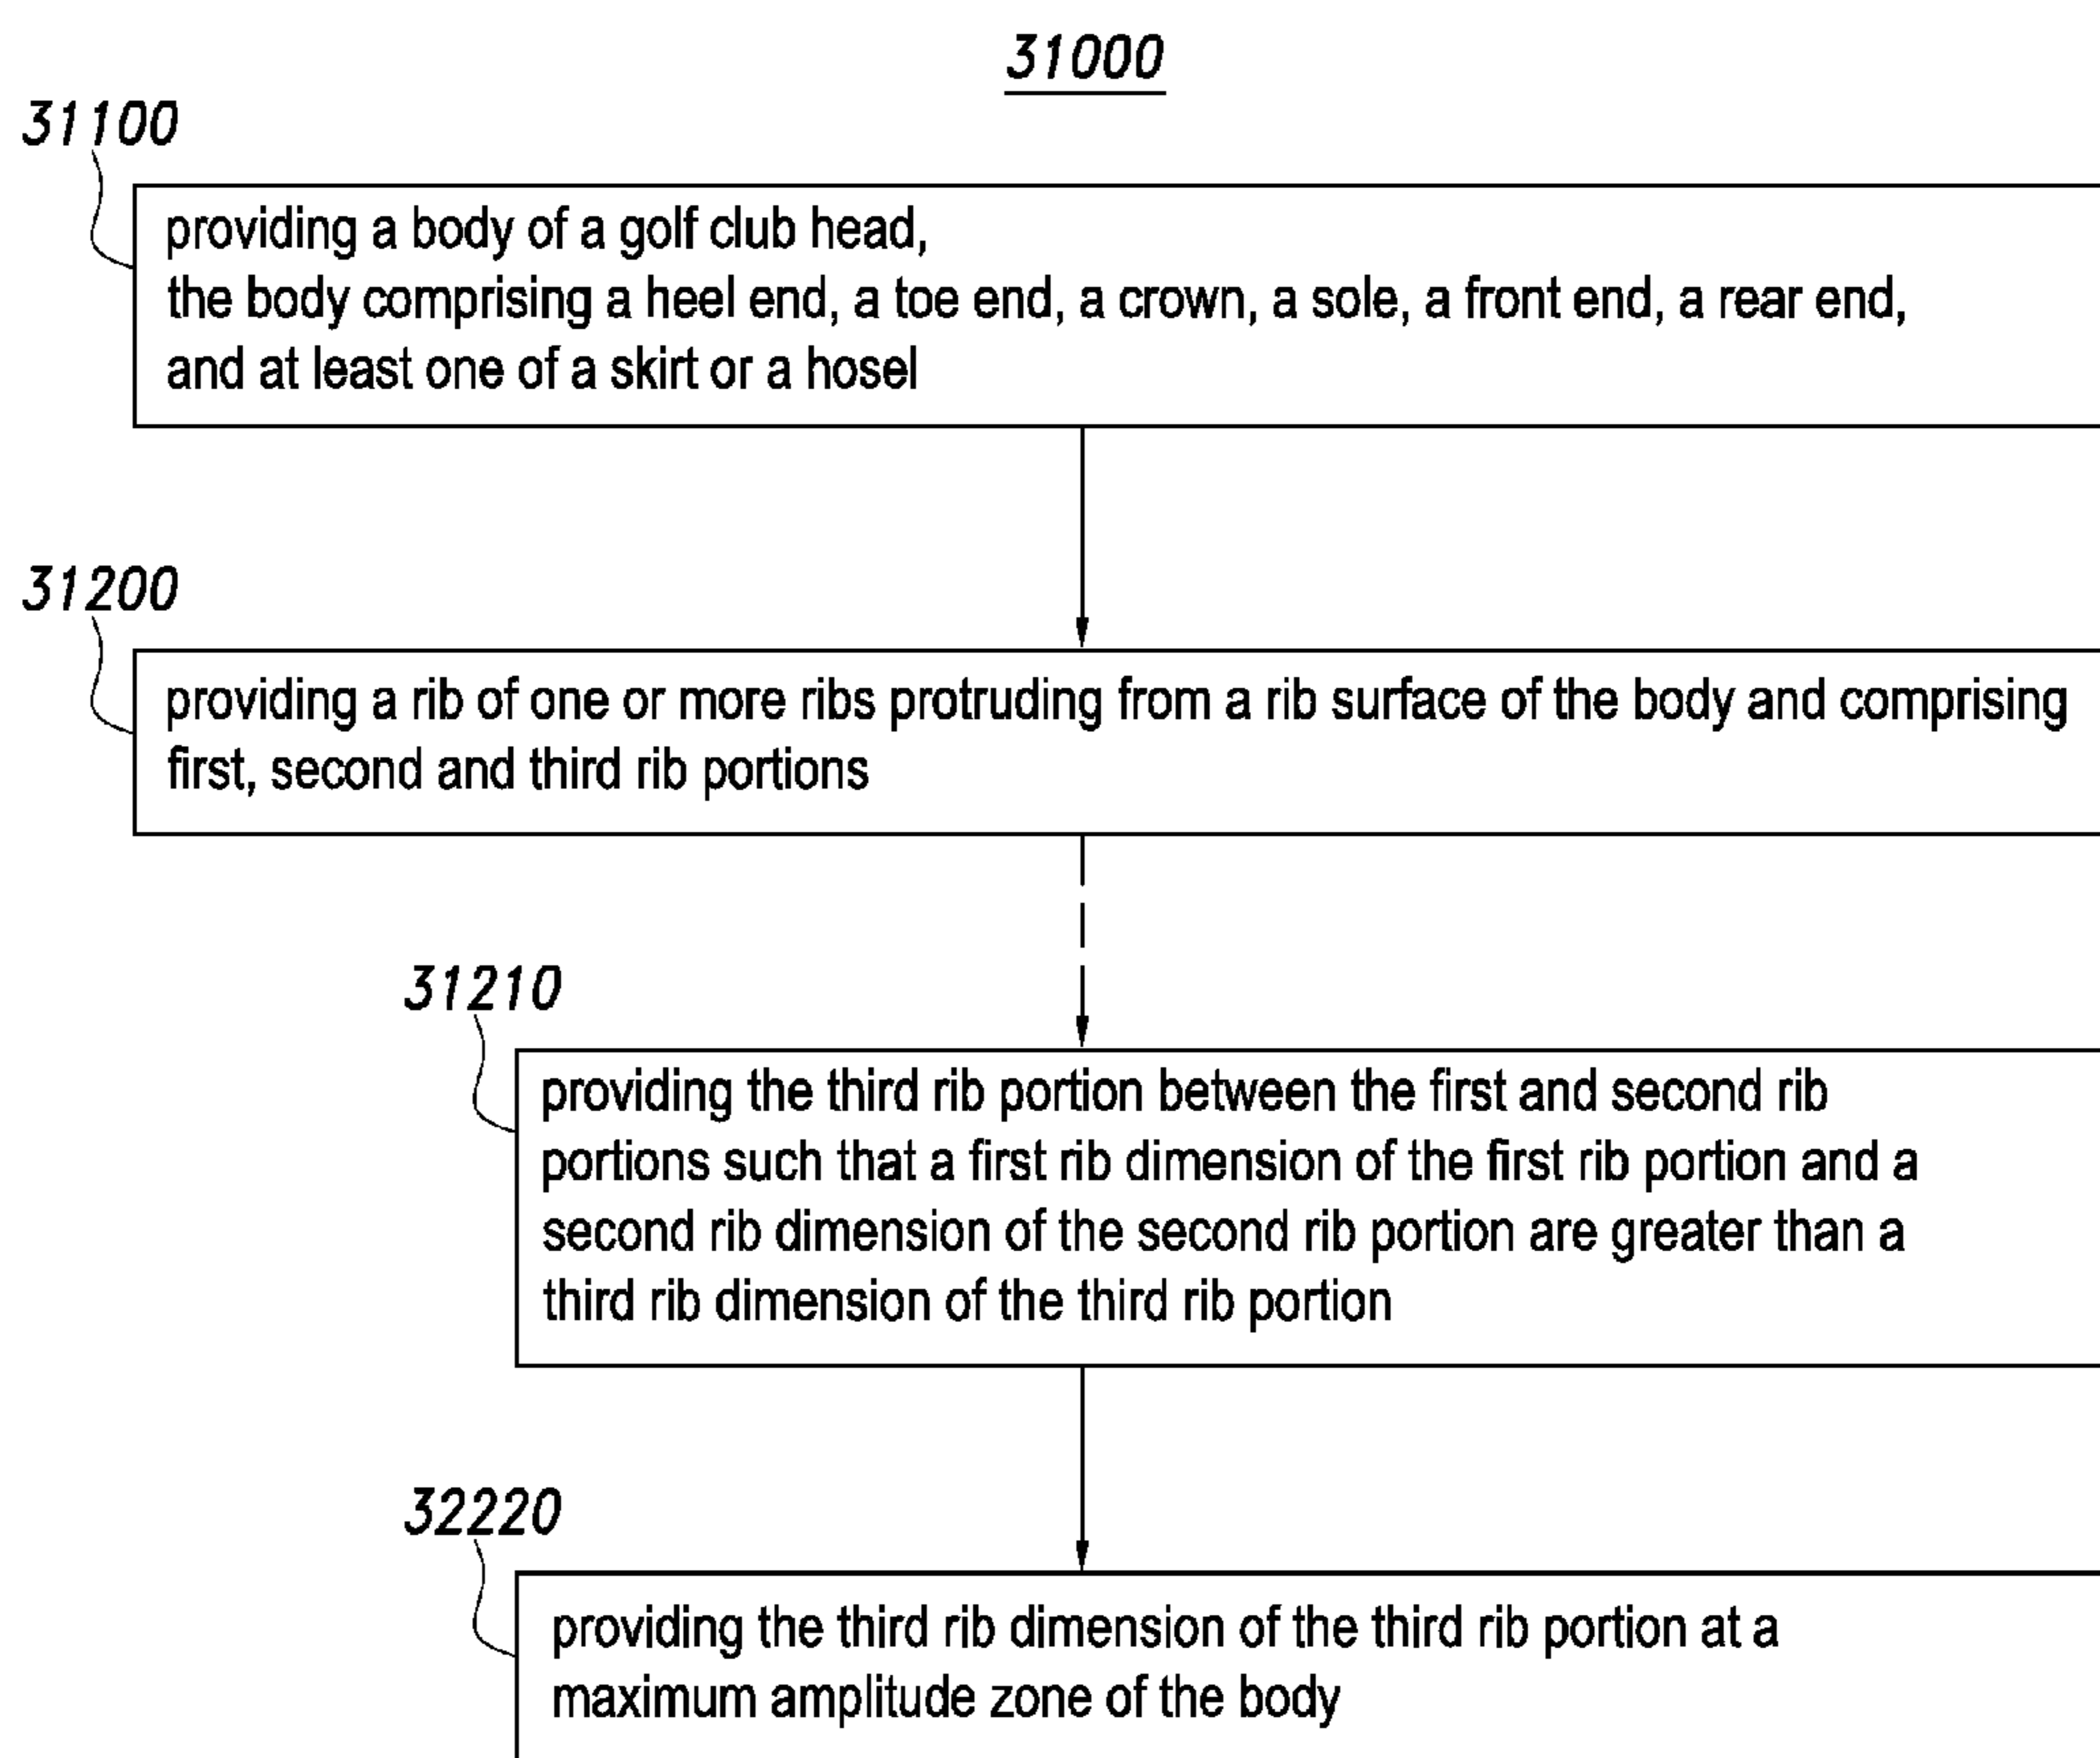 31000
31100
providing a body of a golf club head,
the body comprising a heel end, a toe end, a crown, a sole, a front end, a rear end,
and at least one of a skirt or a hosel
31200
providing a rib of one or more ribs protruding from a rib surface of the body and comprising
first, second and third rib portions
31210
providing the third rib portion between the first and second rib
portions such that a first rib dimension of the first rib portion and a
second rib dimension of the second rib portion are greater than a
third rib dimension of the third rib portion
32220
providing the third rib dimension of the third rib portion at a
maximum amplitude zone of the body